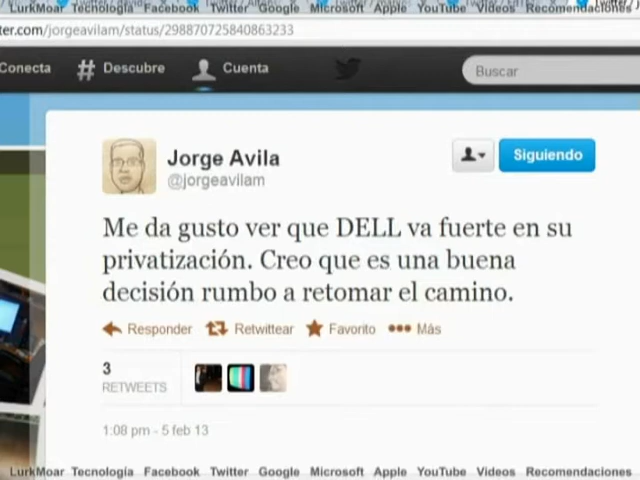 LurkMoar Tecnología Facebook Twitter Google Microsoft Apple YouTube Videos Recomendaciones
ter.com/jorgeavilam/status/298870725840863233
Conecta # Descubre Cuenta Buscar
Jorge Avila
@jorgeavilam
Siguiendo
Me da gusto ver que DELL va fuerte en su
privatización. Creo que es una buena
decisión rumbo a retomar el camino.
Responder Retwittear Favorito Más
3
RETWEETS
1:08 pm - 5 feb 13
LurkMoar Tecnología Facebook Twitter Google Microsoft Apple YouTube Videos Recomendaciones